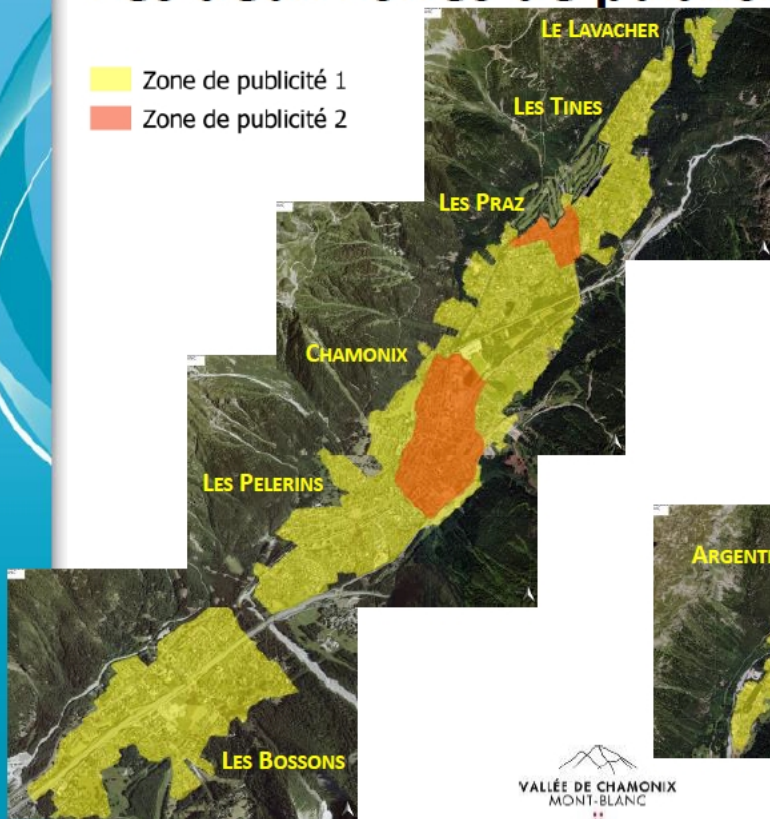 Zone de publicité 1
Zone de publicité 2
LE LAVACHER
LES TINES
LES PRAZ
CHAMONIX
LES PELERINS
ARGENTI
LES BOSSONS
VALLÉE DE CHAMONIX
MONT-BLANC